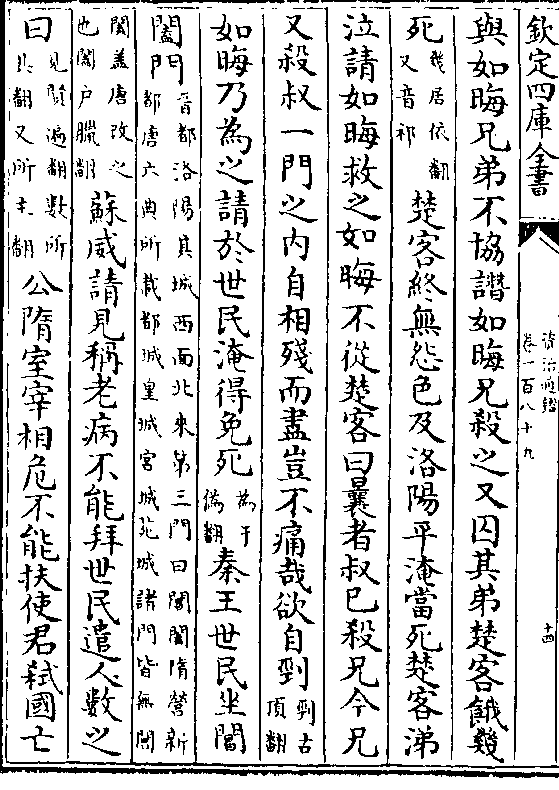 欽定四庫全書
資治通鑑
卷一百八十九
十四
與如晦兄弟不協譖如晦兄殺之又囚其弟楚客餓幾
死幾居依翻又音祁楚客終無怨色及洛陽平淹當死楚客涕
泣請如晦救之如晦不從楚客曰曩者叔已殺兄今兄
又殺叔一門之内自相殘而盡豈不痛哉欲自剄剄古頂翻
如晦乃為之請於世民淹得免死為于偽翻秦王世民坐閶
闔門晉都洛陽其城西面北來第三門曰閶闔隋營新都唐六典所載都城皇城宮城苑城諸門皆無閶
闔盖唐改之也闔户臘翻蘇威請見稱老病不能拜世民遣人數之
曰見賢遍翻數所具翻又所主翻公隋室宰相危不能扶使君弑國亡